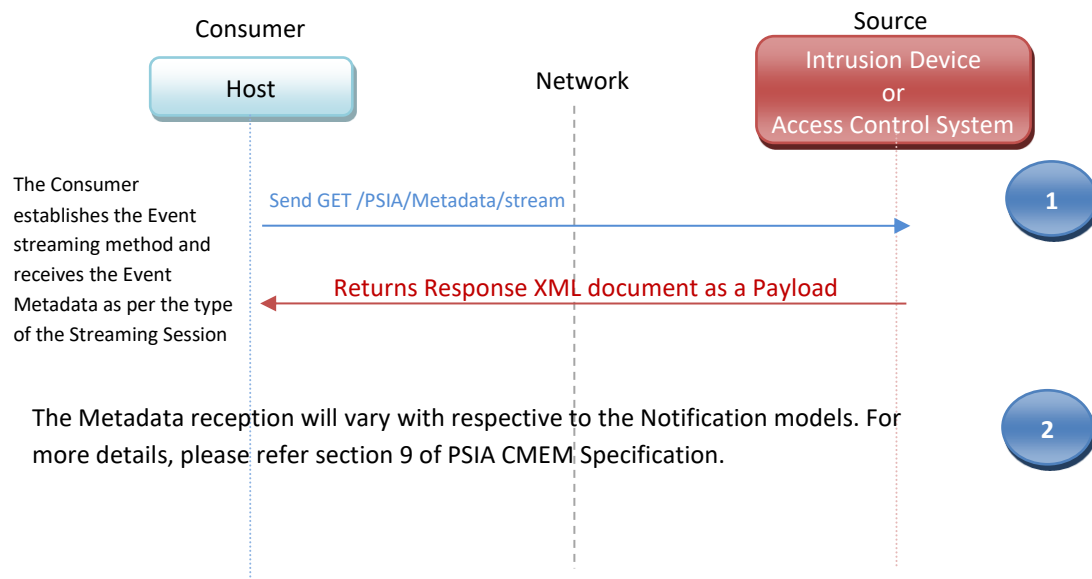 Consumer
Source
Host
Network
Intrusion Device
or
Access Control System
The Consumer
establishes the Event
streaming method and
receives the Event
Metadata as per the type
of the Streaming Session
Send GET /PSIA/Metadata/stream
1
Returns Response XML document as a Payload
The Metadata reception will vary with respective to the Notification models. For
more details, please refer section 9 of PSIA CMEM Specification.
2